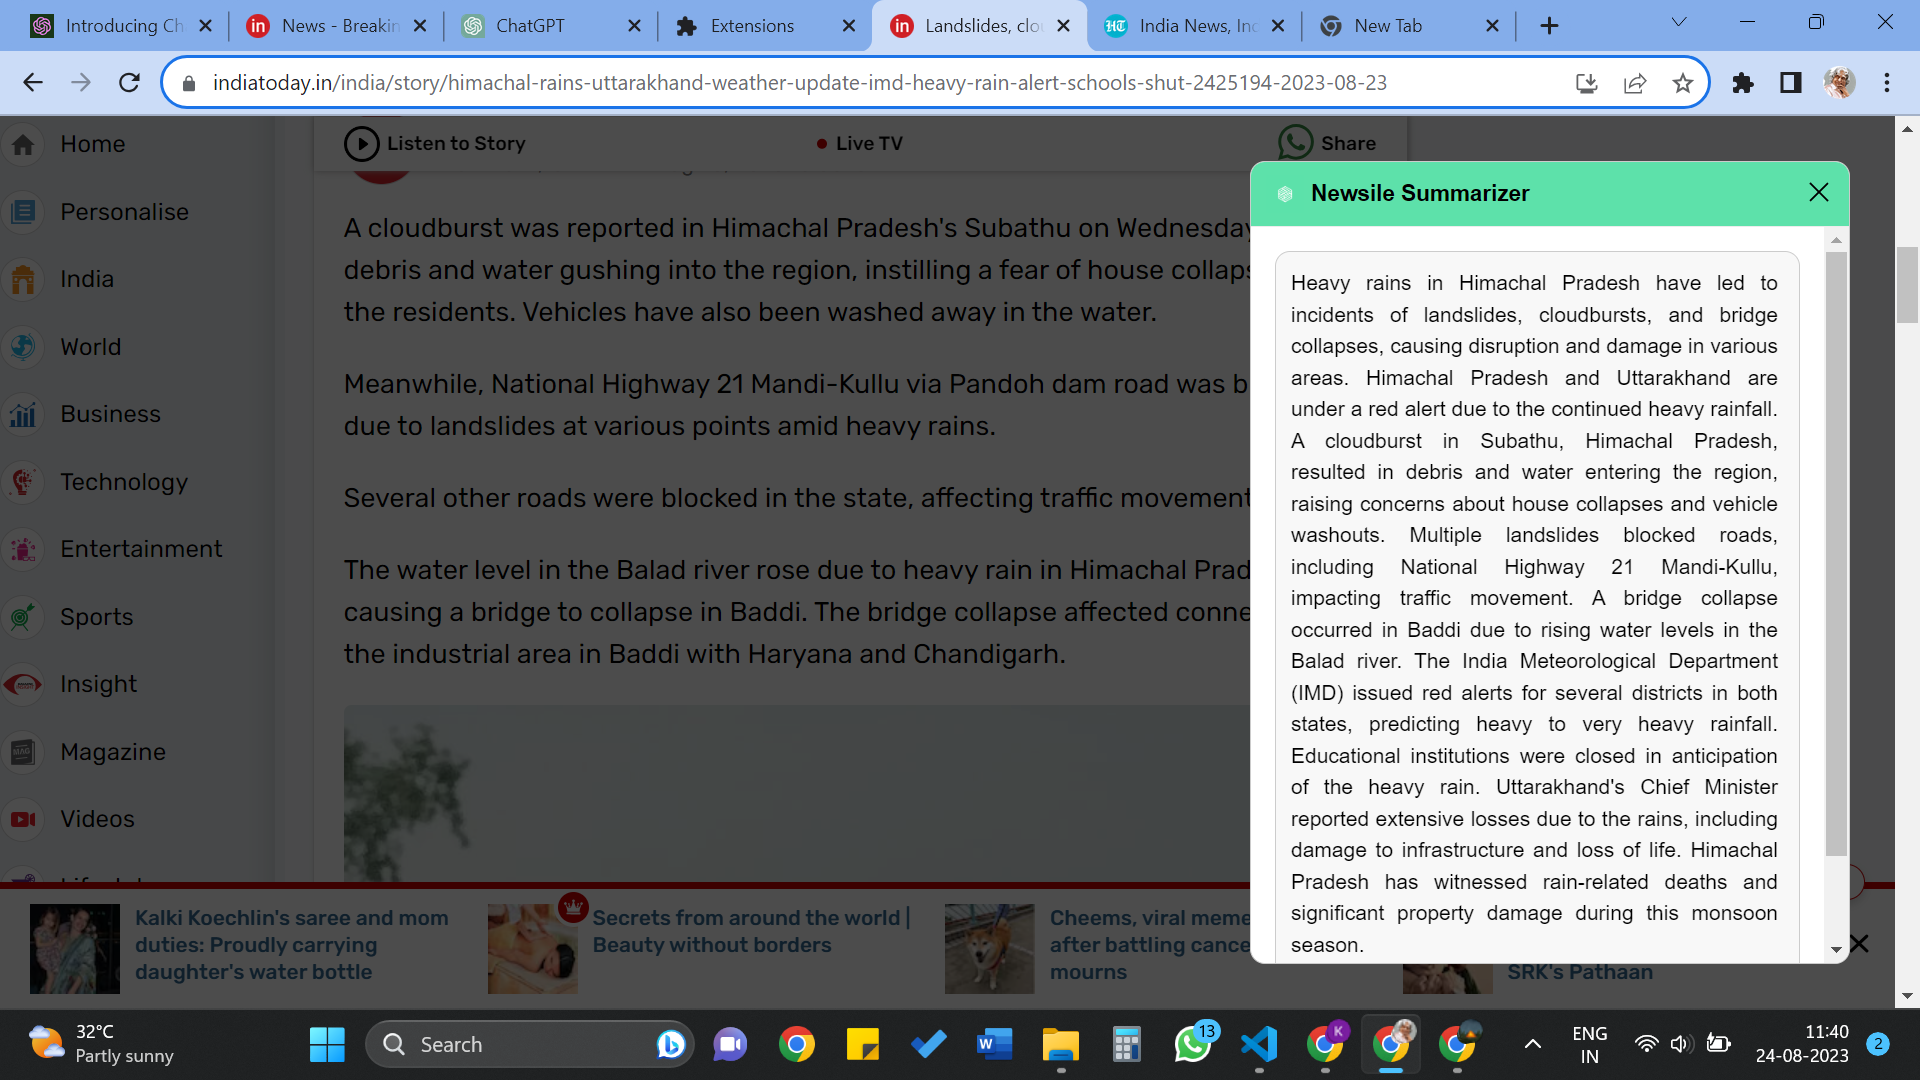 Introducing Ch
News - Breakin
ChatGPT
Extensions
Landslides, clou
India News, Inc
New Tab
indiatoday.in/india/story/himachal-rains-uttarakhand-weather-update-imd-heavy-rain-alert-schools-shut-2425194-2023-08-23
Home
Personalise
India
World
Business
Technology
Entertainment
Sports
Insight
Magazine
Videos
Listen to Story
Live TV
Share
A cloudburst was reported in Himachal Pradesh's Subathu on Wednesday
debris and water gushing into the region, instilling a fear of house collaps
the residents. Vehicles have also been washed away in the water.
Meanwhile, National Highway 21 Mandi-Kullu via Pandoh dam road was b
due to landslides at various points amid heavy rains.
Several other roads were blocked in the state, affecting traffic movement
The water level in the Balad river rose due to heavy rain in Himachal Prad
causing a bridge to collapse in Baddi. The bridge collapse affected conne
the industrial area in Baddi with Haryana and Chandigarh.
Newsile Summarizer
Heavy rains in Himachal Pradesh have led to
incidents of landslides, cloudbursts, and bridge
collapses, causing disruption and damage in various
areas. Himachal Pradesh and Uttarakhand are
under a red alert due to the continued heavy rainfall.
A cloudburst in Subathu, Himachal Pradesh,
resulted in debris and water entering the region,
raising concerns about house collapses and vehicle
washouts. Multiple landslides blocked roads,
including National Highway 21 Mandi-Kullu,
impacting traffic movement. A bridge collapse
occurred in Baddi due to rising water levels in the
Balad river. The India Meteorological Department
(IMD) issued red alerts for several districts in both
states, predicting heavy to very heavy rainfall.
Educational institutions were closed in anticipation
of the heavy rain. Uttarakhand's Chief Minister
reported extensive losses due to the rains, including
damage to infrastructure and loss of life. Himachal
Pradesh has witnessed rain-related deaths and
significant property damage during this monsoon
season.
Kalki Koechlin's saree and mom
duties: Proudly carrying
daughter's water bottle
Secrets from around the world |
Beauty without borders
Cheems, viral meme
after battling cance
mourns
SRK's Pathaan
32°C
Partly sunny
Search
13
K
ENG
IN
11:40
24-08-2023
2